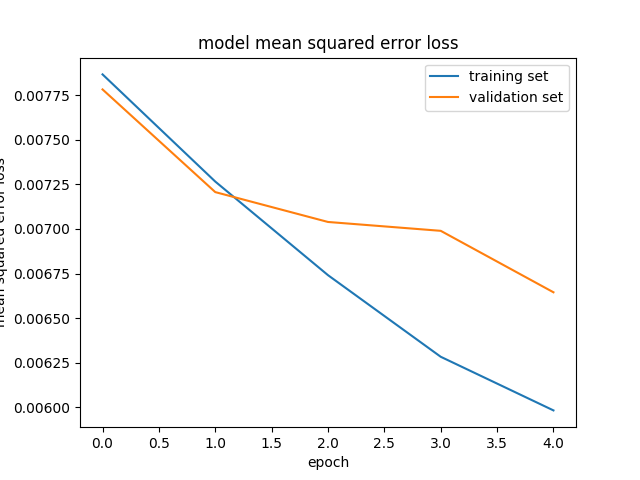 model mean squared error loss
training set
validation set
0.00775
0.00750
0.00725
0.00700
0.00675
0.00650
0.00625
0.00600
mean squared error loss
0.0 0.5 1.0 1.5 2.0 2.5 3.0 3.5 4.0
epoch